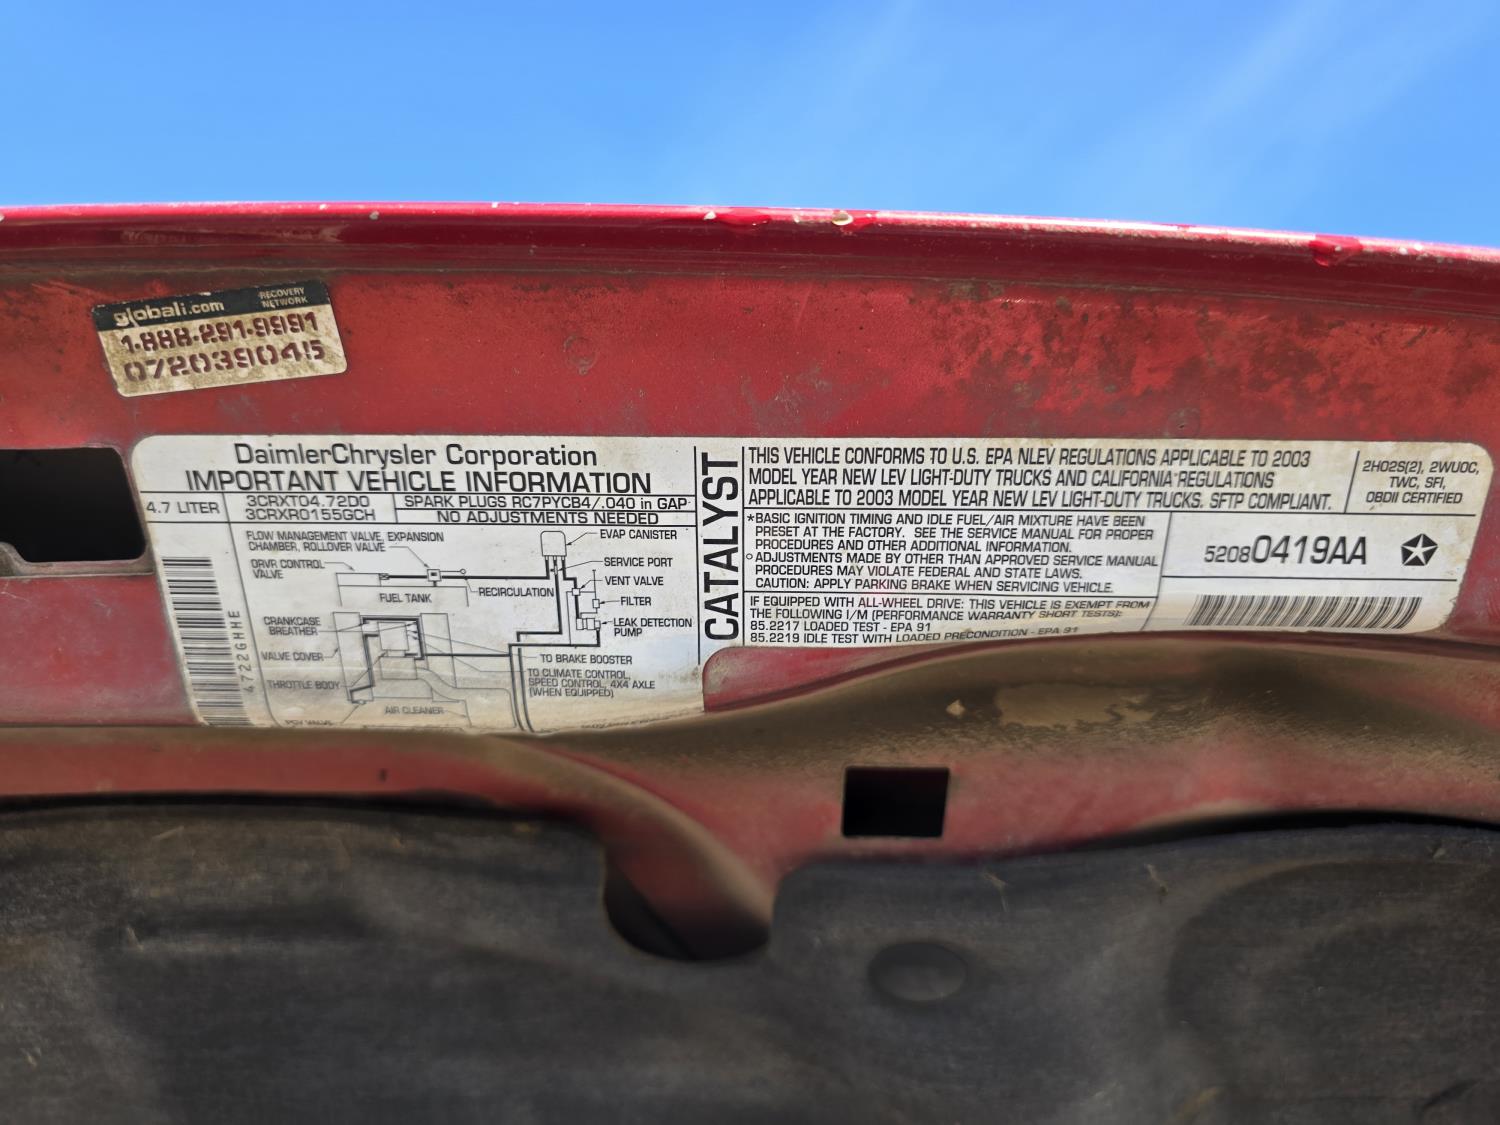 globali.com
RECOVERY
NETWORK
1-888-291-9991
072039045
DaimlerChrysler Corporation
IMPORTANT VEHICLE INFORMATION
4.7 LITER
3CRXT04.72D0
3CRXR0155GCH
SPARK PLUGS RC7PYCB4/.040 in GAP
NO ADJUSTMENTS NEEDED
FLOW MANAGEMENT VALVE, EXPANSION
CHAMBER, ROLLOVER VALVE
ORVR CONTROL
VALVE
FUEL TANK
RECIRCULATION
EVAP CANISTER
SERVICE PORT
VENT VALVE
FILTER
LEAK DETECTION
PUMP
CRANKCASE
BREATHER
VALVE COVER
THROTTLE BODY
PCV VALVE
AIR CLEANER
TO BRAKE BOOSTER
TO CLIMATE CONTROL,
SPEED CONTROL, 4X4 AXLE
(WHEN EQUIPPED)
4722GHHE
CATALYST
THIS VEHICLE CONFORMS TO U.S. EPA NLEV REGULATIONS APPLICABLE TO 2003
MODEL YEAR NEW LEV LIGHT-DUTY TRUCKS AND CALIFORNIA REGULATIONS
APPLICABLE TO 2003 MODEL YEAR NEW LEV LIGHT-DUTY TRUCKS. SFTP COMPLIANT.
2HO2S(2), 2WUOC,
TWC, SFI,
OBDII CERTIFIED
*BASIC IGNITION TIMING AND IDLE FUEL/AIR MIXTURE HAVE BEEN
PRESET AT THE FACTORY. SEE THE SERVICE MANUAL FOR PROPER
PROCEDURES AND OTHER ADDITIONAL INFORMATION.
○ADJUSTMENTS MADE BY OTHER THAN APPROVED SERVICE MANUAL
PROCEDURES MAY VIOLATE FEDERAL AND STATE LAWS.
CAUTION: APPLY PARKING BRAKE WHEN SERVICING VEHICLE.
52080419AA
IF EQUIPPED WITH ALL-WHEEL DRIVE: THIS VEHICLE IS EXEMPT FROM
THE FOLLOWING I/M (PERFORMANCE WARRANTY SHORT TESTS):
85.2217 LOADED TEST - EPA 91
85.2219 IDLE TEST WITH LOADED PRECONDITION - EPA 91